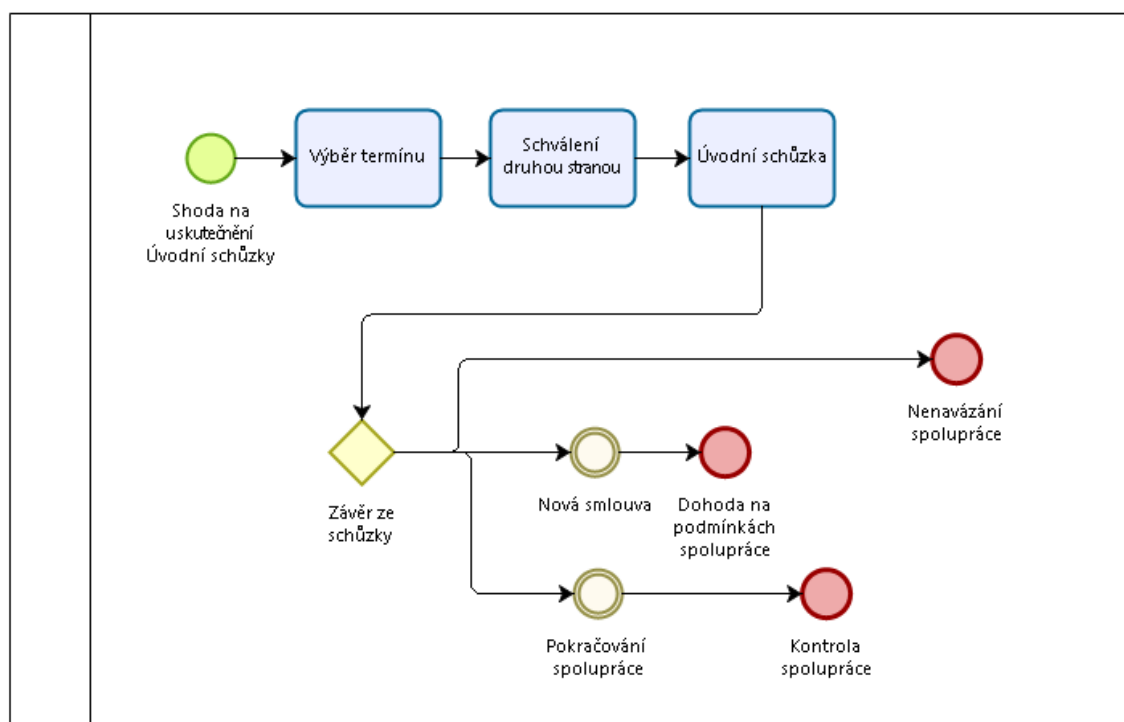 Výběr termínu
Schválení
druhou stranou
Úvodní schůzka
Shoda na
uskutečnění
Úvodní schůzky
Nenavázání
spolupráce
Závěr ze
schůzky
Nová smlouva
Dohoda na
podmínkách
spolupráce
Pokračování
spolupráce
Kontrola
spolupráce